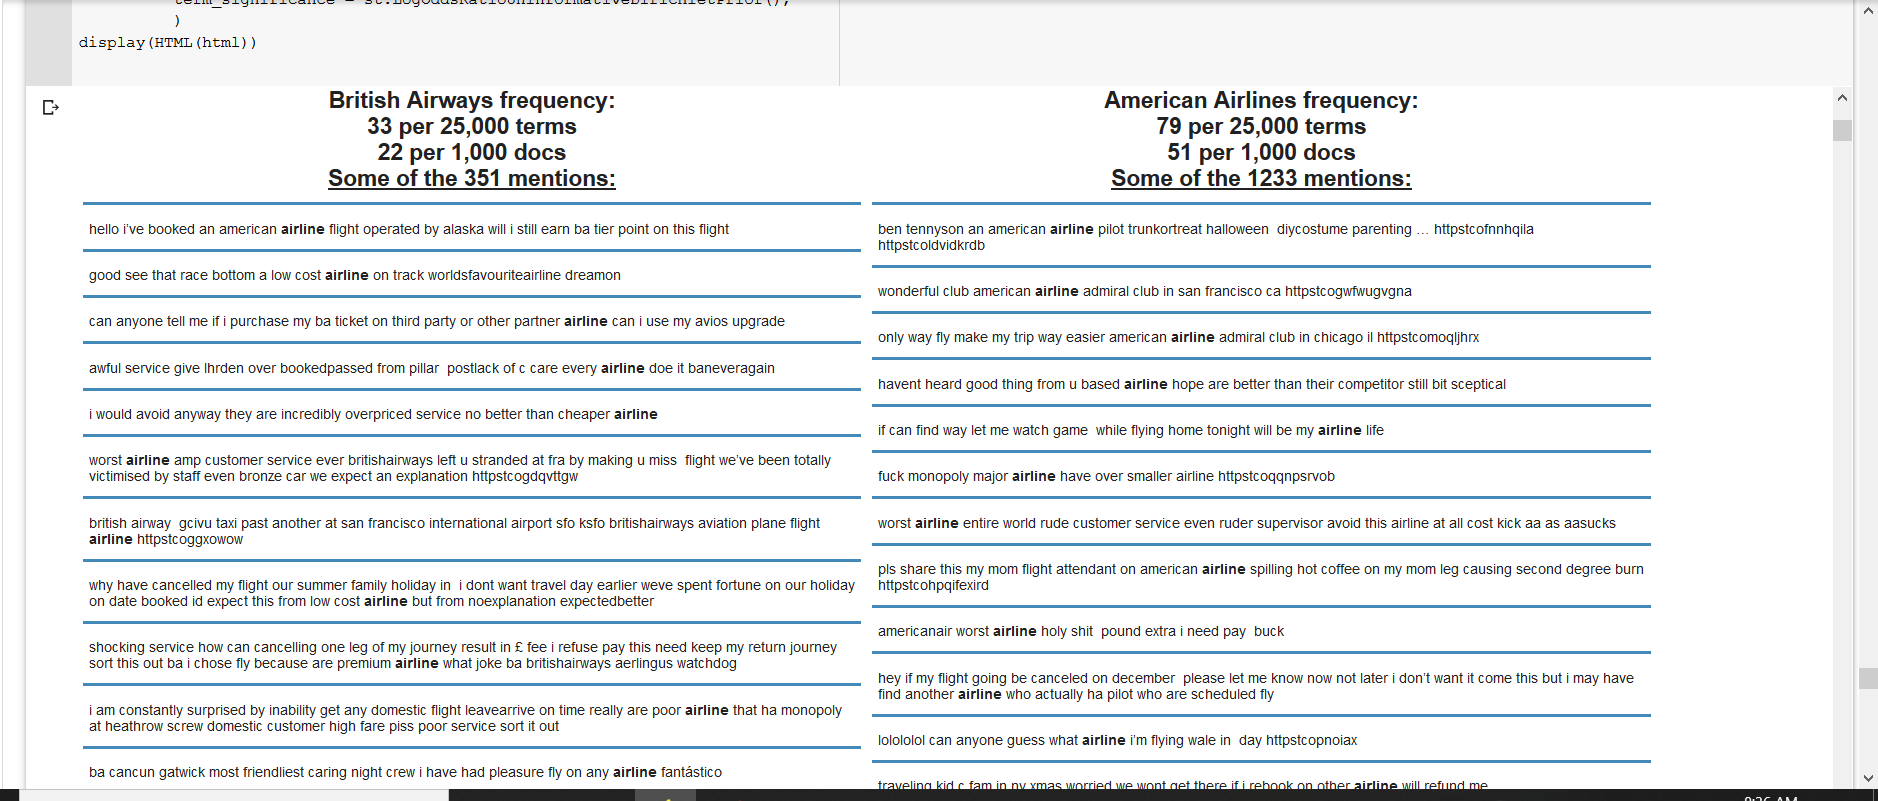 term_significance = st.LogOddsRatioUninformativeDirichletPrior(),
)
display(HTML(html))
British Airways frequency:
33 per 25,000 terms
22 per 1,000 docs
Some of the 351 mentions:
hello i've booked an american airline flight operated by alaska will i still earn ba tier point on this flight
good see that race bottom a low cost airline on track worldsfavouriteairline dreamon
can anyone tell me if i purchase my ba ticket on third party or other partner airline can i use my avios upgrade
awful service give lhrden over bookedpassed from pillar postlack of c care every airline doe it baneveragain
i would avoid anyway they are incredibly overpriced service no better than cheaper airline
worst airline amp customer service ever britishairways left u stranded at fra by making u miss flight we've been totally
victimised by staff even bronze car we expect an explanation httpstcogdqvttgw
british airway gcivu taxi past another at san francisco international airport sfo ksfo britishairways aviation plane flight
airline httpstcoggxowow
why have cancelled my flight our summer family holiday in i dont want travel day earlier weve spent fortune on our holiday
on date booked id expect this from low cost airline but from noexplanation expectedbetter
shocking service how can cancelling one leg of my journey result in £ fee i refuse pay this need keep my return journey
sort this out ba i chose fly because are premium airline what joke ba britishairways aerlingus watchdog
i am constantly surprised by inability get any domestic flight leavearrive on time really are poor airline that ha monopoly
at heathrow screw domestic customer high fare piss poor service sort it out
ba cancun gatwick most friendliest caring night crew i have had pleasure fly on any airline fantástico
American Airlines frequency:
79 per 25,000 terms
51 per 1,000 docs
Some of the 1233 mentions:
ben tennyson an american airline pilot trunkortreat halloween diycostume parenting … httpstcofnnhqila
httpstcoldvidkrdb
wonderful club american airline admiral club in san francisco ca httpstcogwfwugvgna
only way fly make my trip way easier american airline admiral club in chicago il httpstcomoqljhrx
havent heard good thing from u based airline hope are better than their competitor still bit sceptical
if can find way let me watch game while flying home tonight will be my airline life
fuck monopoly major airline have over smaller airline httpstcoqqnpsrvob
worst airline entire world rude customer service even ruder supervisor avoid this airline at all cost kick aa as aasucks
pls share this my mom flight attendant on american airline spilling hot coffee on my mom leg causing second degree burn
httpstcohpqifexird
americanair worst airline holy shit pound extra i need pay buck
hey if my flight going be canceled on december please let me know now not later i don't want it come this but i may have
find another airline who actually ha pilot who are scheduled fly
lolololol can anyone guess what airline i'm flying wale in day httpstcopnoiax
traveling kid c fam in ny xmas worried we wont get there if i rebook on other airline will refund me
9:26 AM